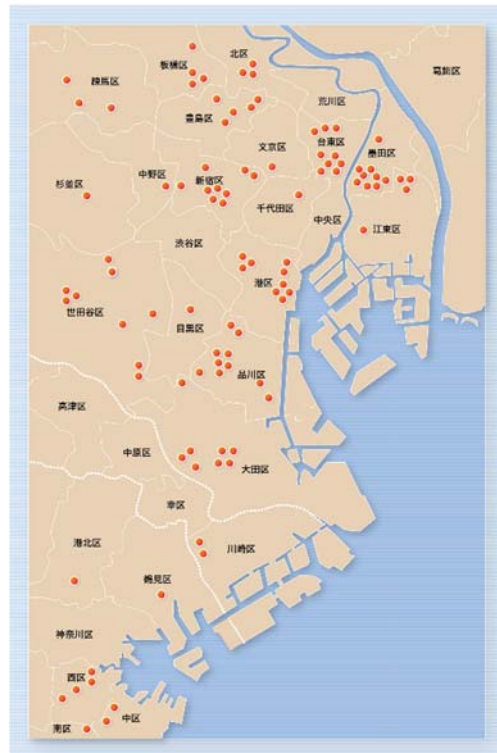 北区
板橋区
葛飾区
練馬区
荒川区
豊島区
台東区
文京区
墨田区
中野区
新宿区
杉並区
千代田区
中央区
江東区
渋谷区
港区
世田谷区
目黒区
品川区
高津区
中原区
大田区
幸区
港北区
川崎区
鶴見区
神奈川区
西区
中区
南区